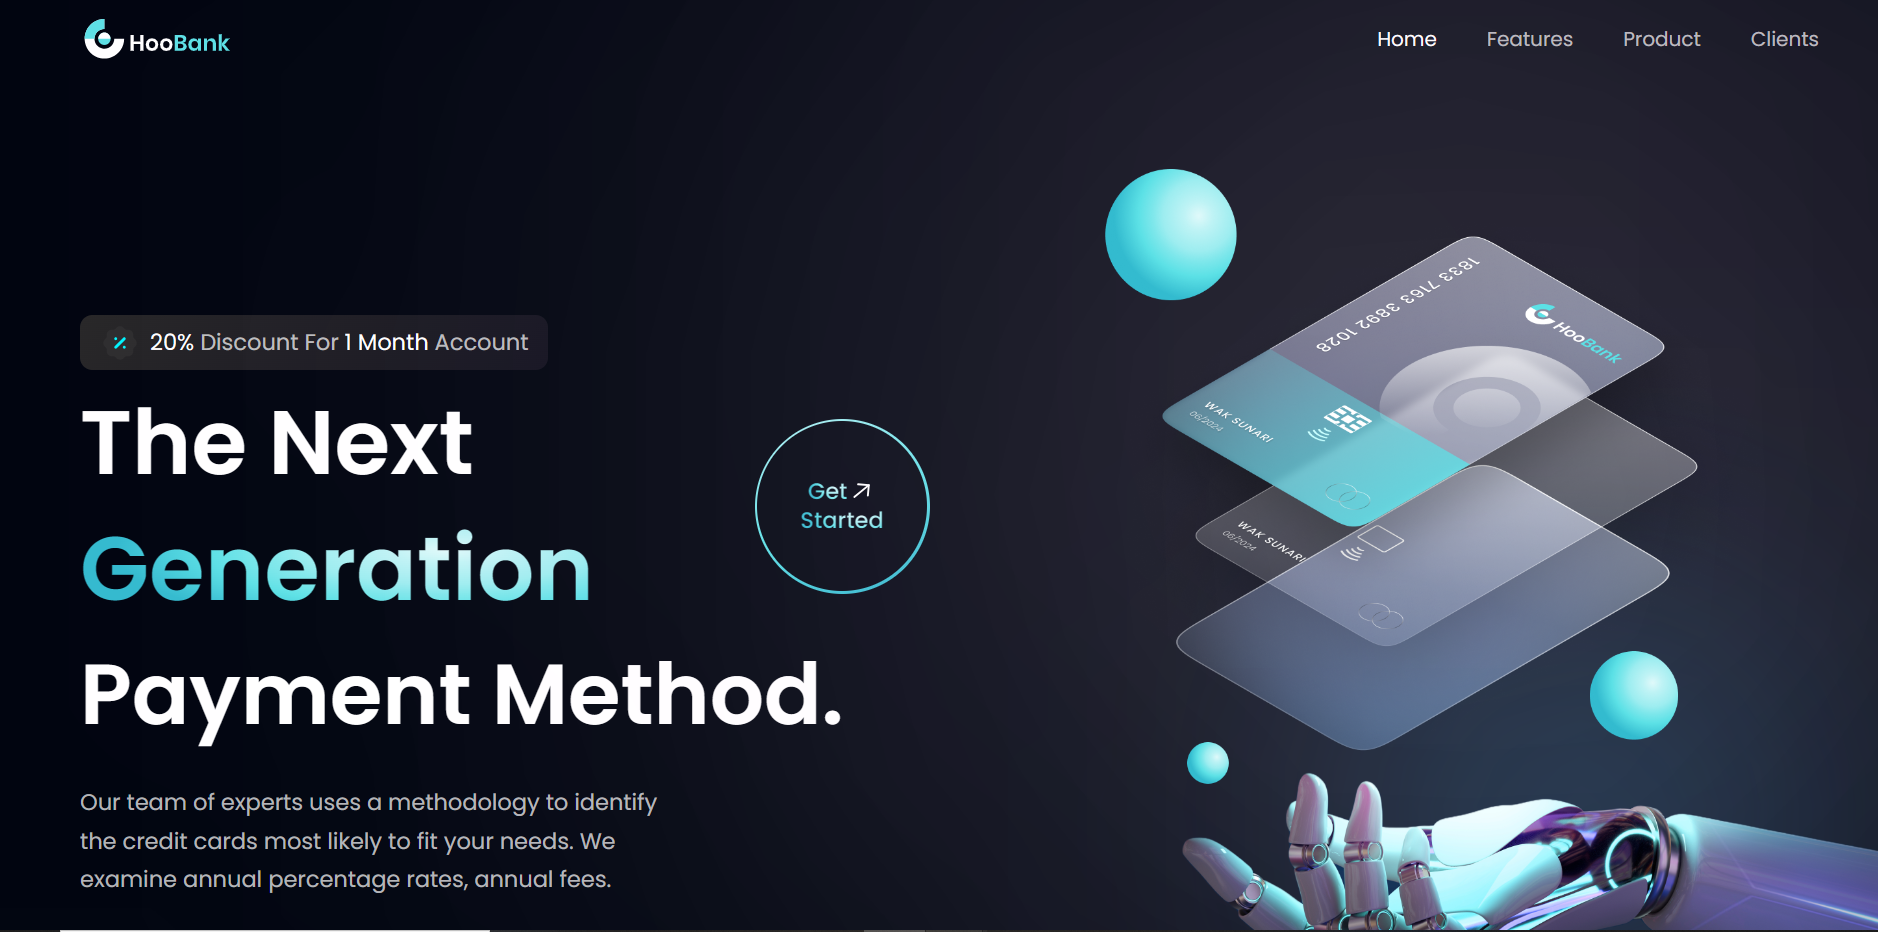 HooBank
Home Features Product Clients
20% Discount For 1 Month Account
The Next
Generation
Payment Method.
Get
Started
Our team of experts uses a methodology to identify
the credit cards most likely to fit your needs. We
examine annual percentage rates, annual fees.
1833 7163 3892 1028
HooBank
WAK SUNARI
06/2024
WAK SUNARI
06/2024